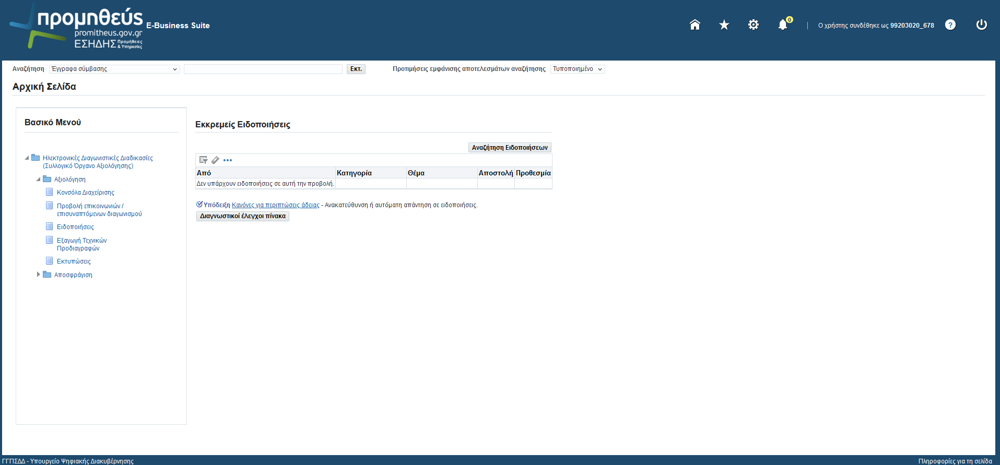 προμηθεύς
promitheus.gov.gr
ΕΣΗΔΗΣ Προμήθειες & Υπηρεσίες
E-Business Suite
0
Ο χρήστης συνδέθηκε ως 99203020_678
?
Αναζήτηση Έγγραφα σύμβασης Εκτ. Προτιμήσεις εμφάνισης αποτελεσμάτων αναζήτησης Τυποποιημένο
Αρχική Σελίδα
Βασικό Μενού
Ηλεκτρονικές Διαγωνιστικές Διαδικασίες
(Συλλογικό Όργανο Αξιολόγησης)
Αξιολόγηση
Κονσόλα Διαχείρισης
Προβολή επικοινωνιών /
επισυναπτόμενων διαγωνισμού
Ειδοποιήσεις
Εξαγωγή Τεχνικών
Προδιαγραφών
Εκτυπώσεις
Αποσφράγιση
Εκκρεμείς Ειδοποιήσεις
Αναζήτηση Ειδοποιήσεων
Από Κατηγορία Θέμα Αποστολή Προθεσμία
Δεν υπάρχουν ειδοποιήσεις σε αυτή την προβολή.
Υπόδειξη Κανόνες για περιπτώσεις άδειας - Ανακατεύθυνση ή αυτόματη απάντηση σε ειδοποιήσεις.
Διαγνωστικοί έλεγχοι πίνακα
ΓΓΠΣΔΔ - Υπουργείο Ψηφιακής Διακυβέρνησης
Πληροφορίες για τη σελίδα